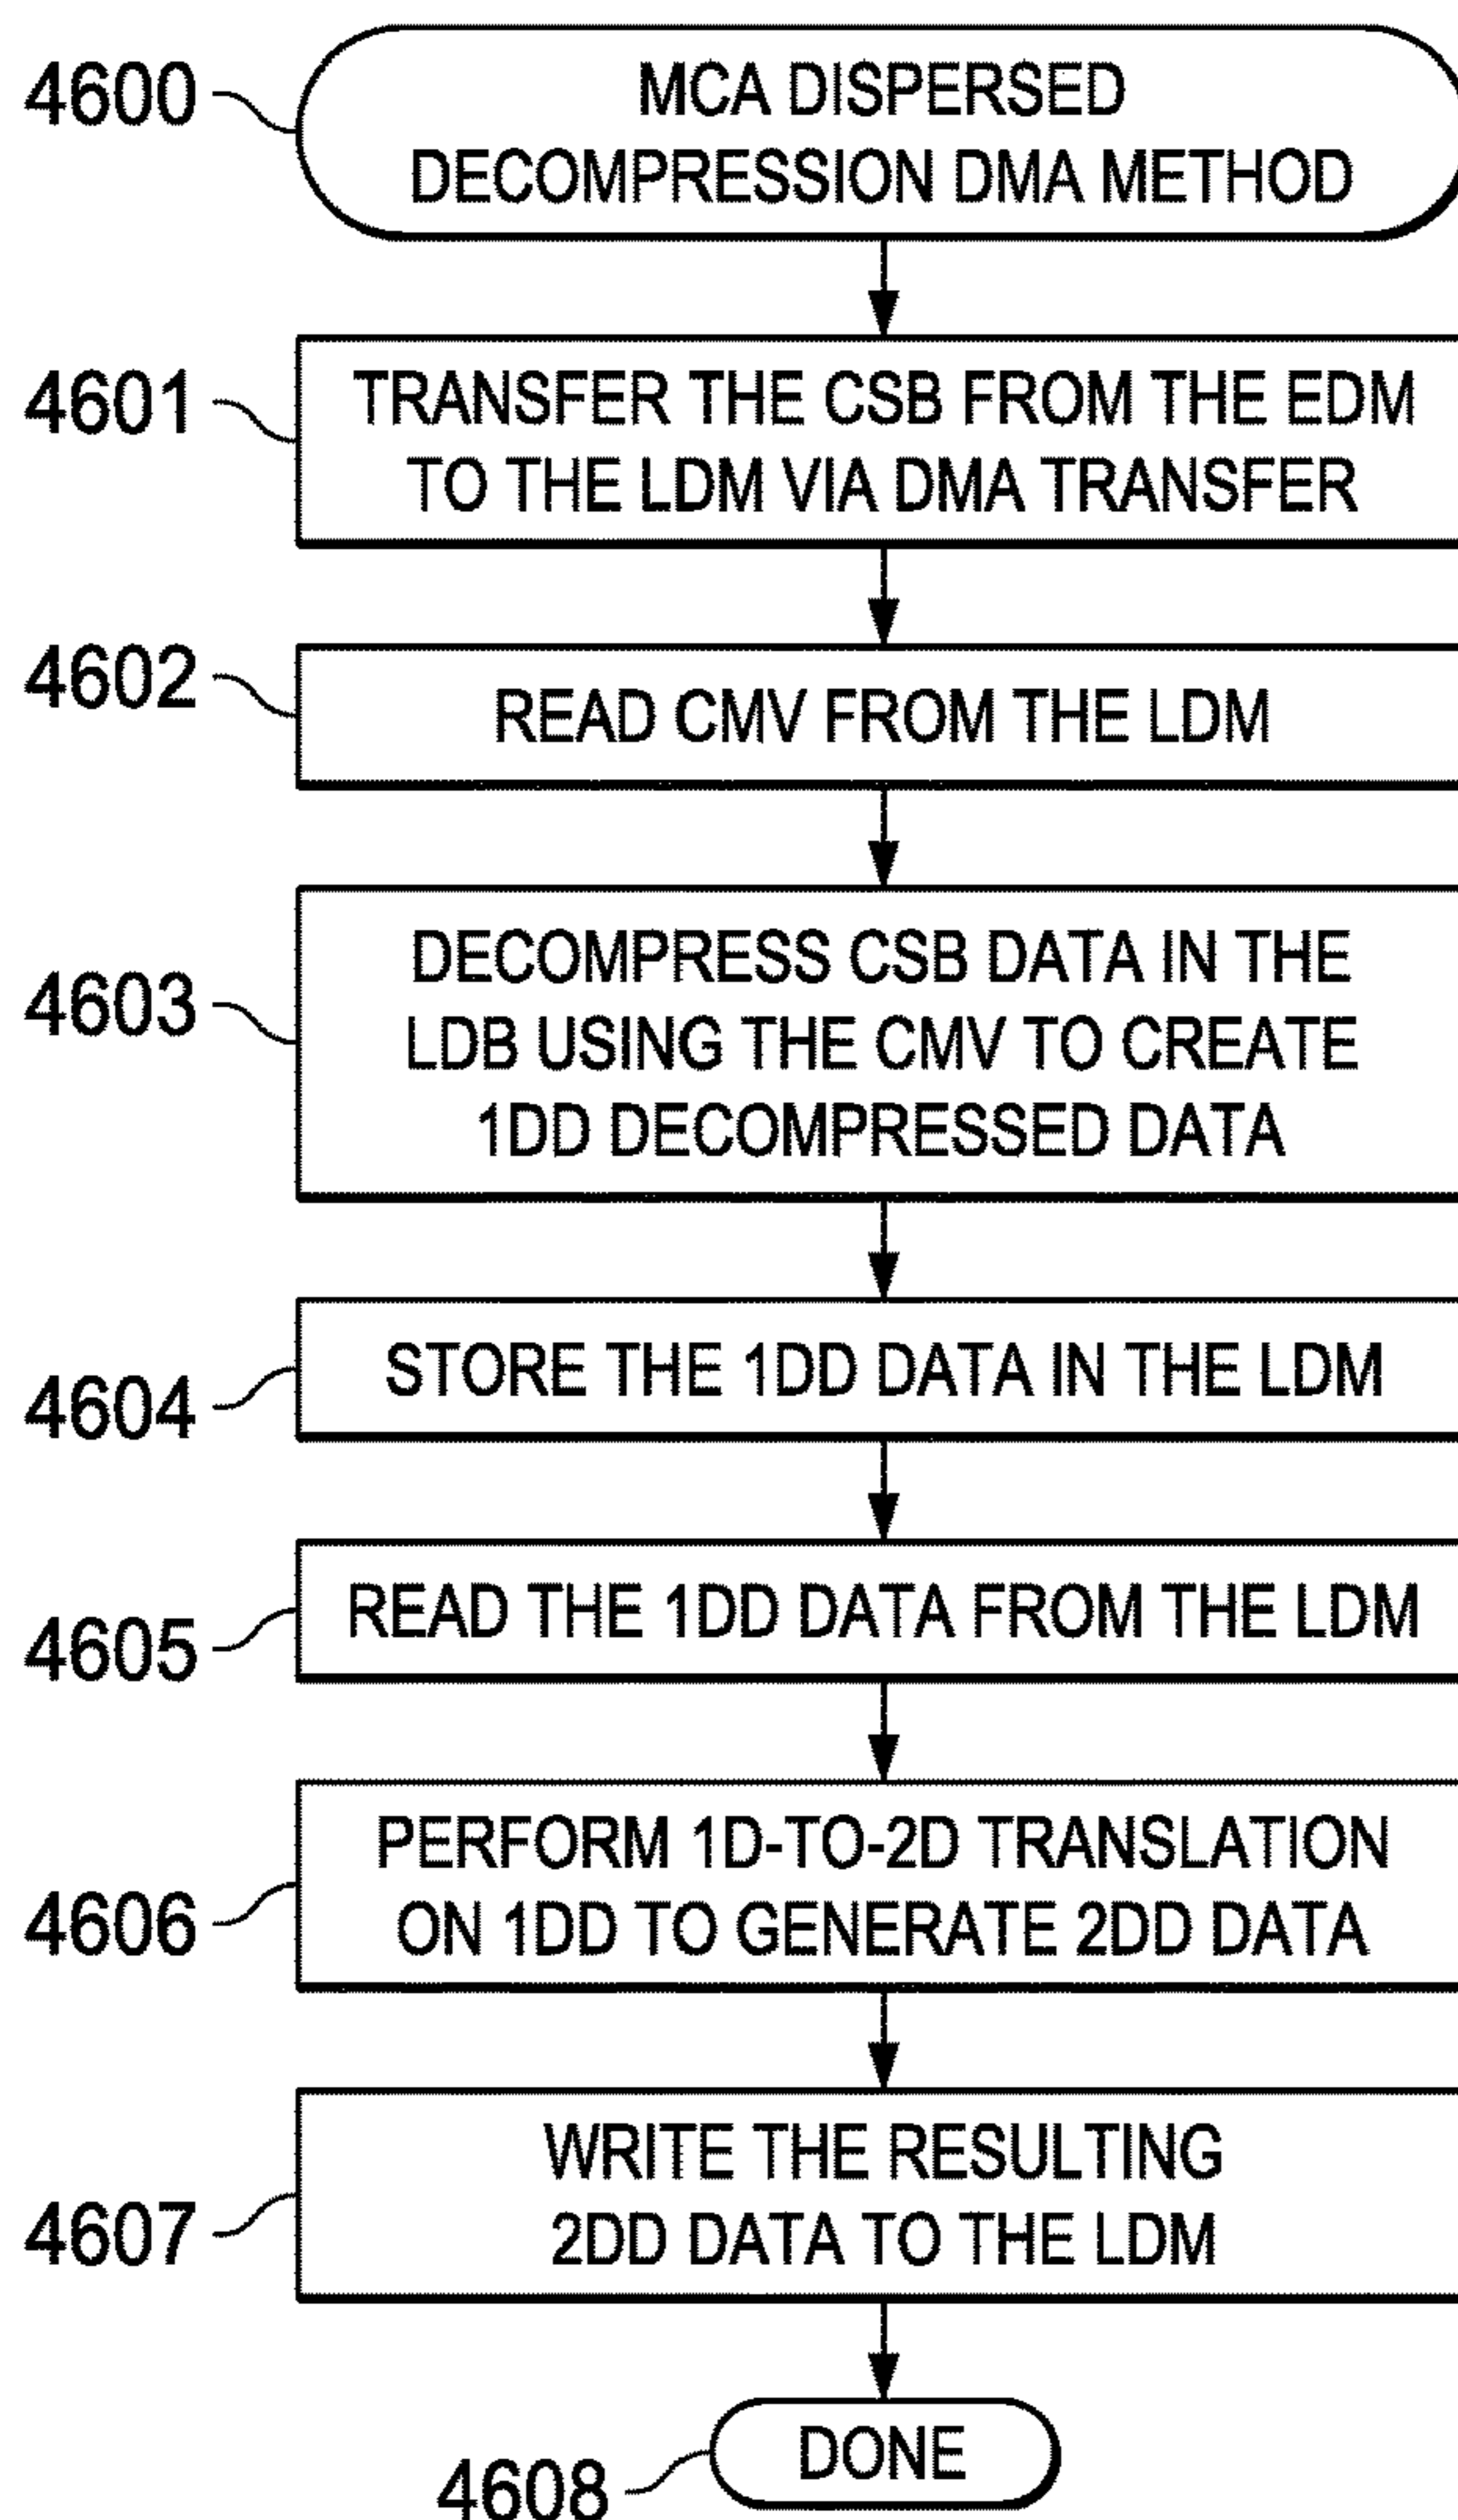 4600
MCA DISPERSED
DECOMPRESSION DMA METHOD
4601
TRANSFER THE CSB FROM THE EDM
TO THE LDM VIA DMA TRANSFER
4602
READ CMV FROM THE LDM
4603
DECOMPRESS CSB DATA IN THE
LDB USING THE CMV TO CREATE
1DD DECOMPRESSED DATA
4604
STORE THE 1DD DATA IN THE LDM
4605
READ THE 1DD DATA FROM THE LDM
4606
PERFORM 1D-TO-2D TRANSLATION
ON 1DD TO GENERATE 2DD DATA
4607
WRITE THE RESULTING
2DD DATA TO THE LDM
4608
DONE